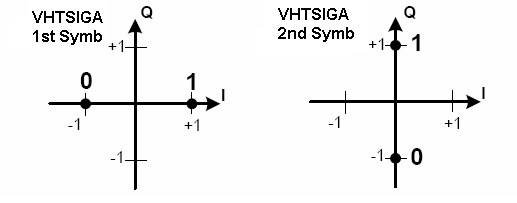 VHTSIGA
1st Symb
Q
+1
0
1
I
-1
+1
-1
VHTSIGA
2nd Symb
Q
+1
1
I
-1
+1
-1
0